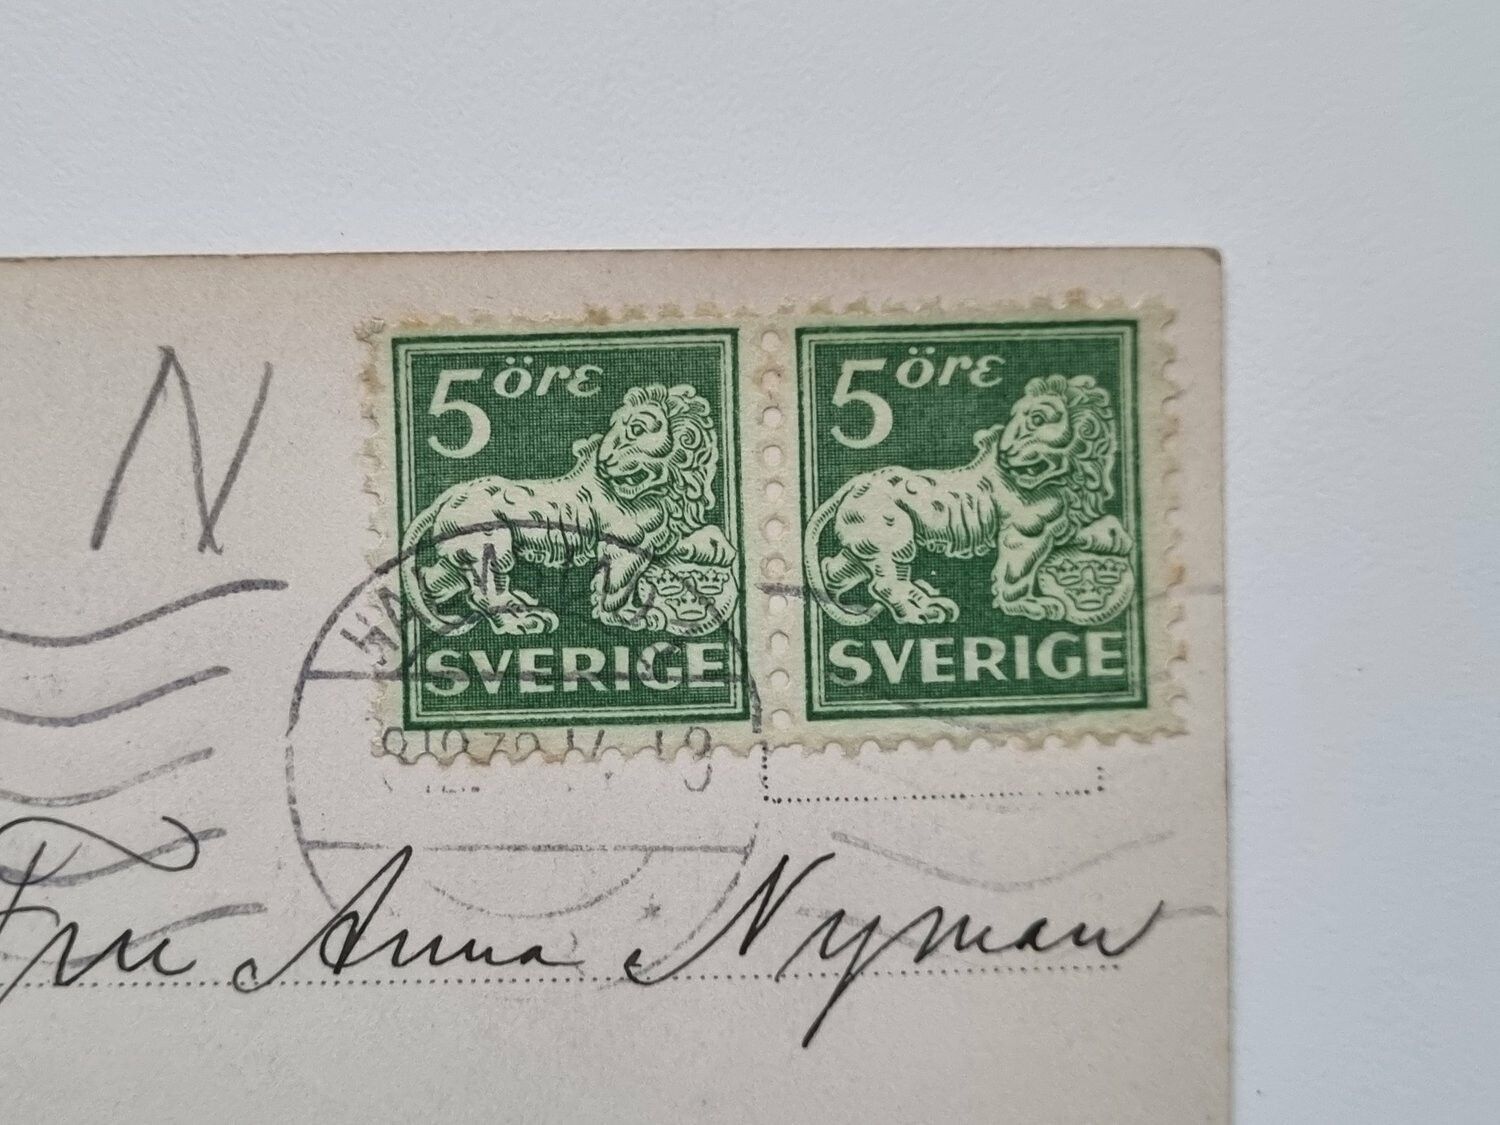 N
5 öre 5 öre
SVERIGE SVERIGE
Fru Anna Nyman